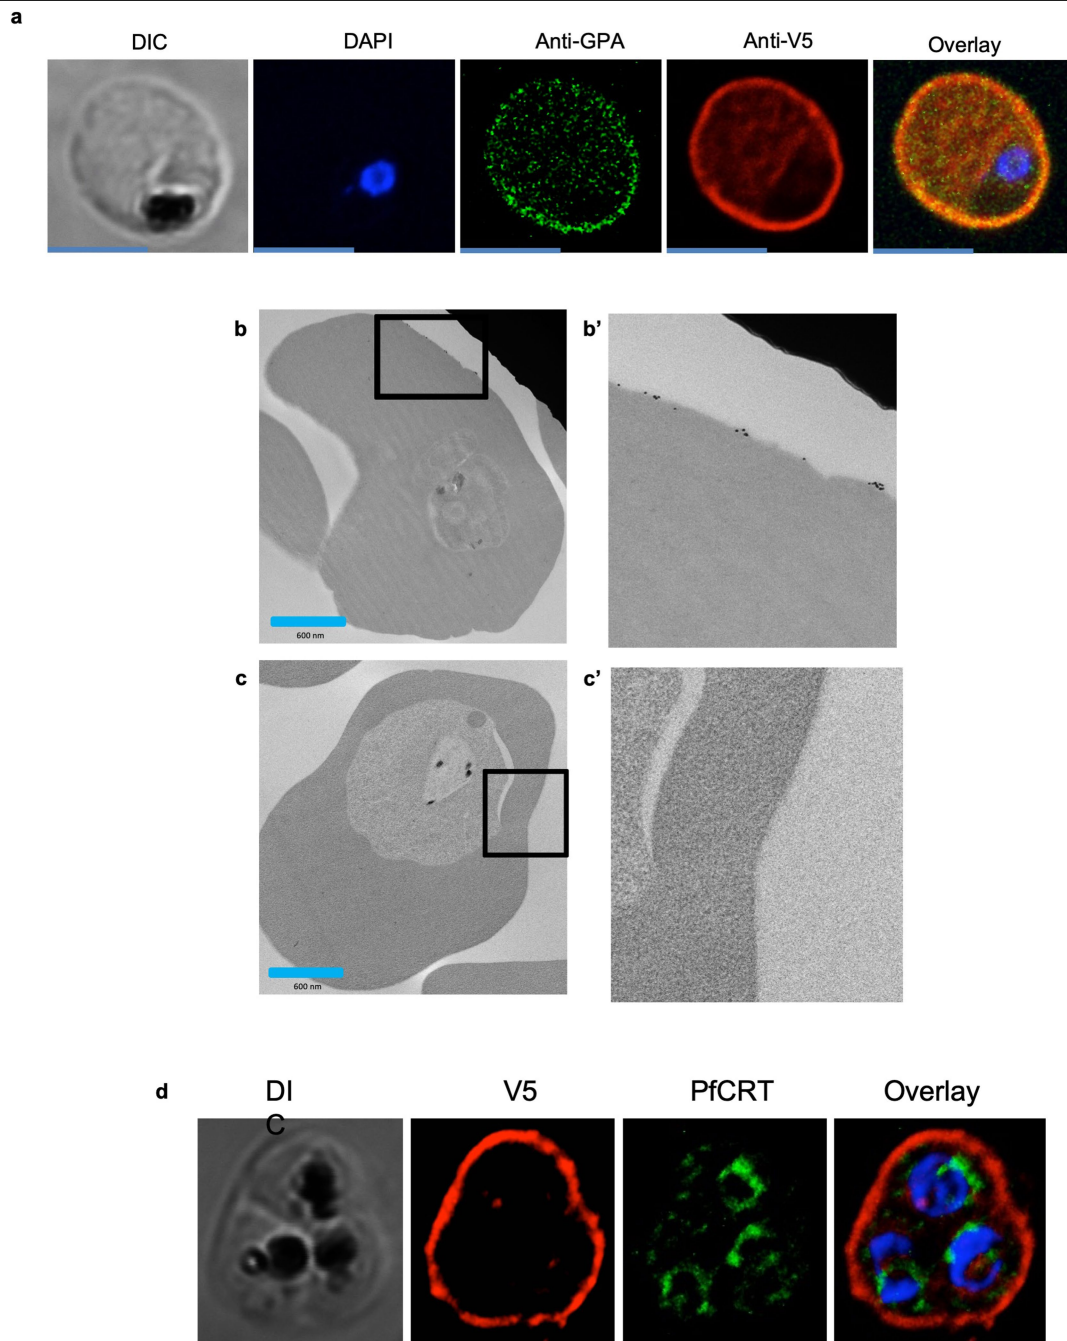 a
DIC DAPI Anti-GPA Anti-V5 Overlay
b b’
600 nm
c c’
600 nm
d
DI V5 PfCRT Overlay
C